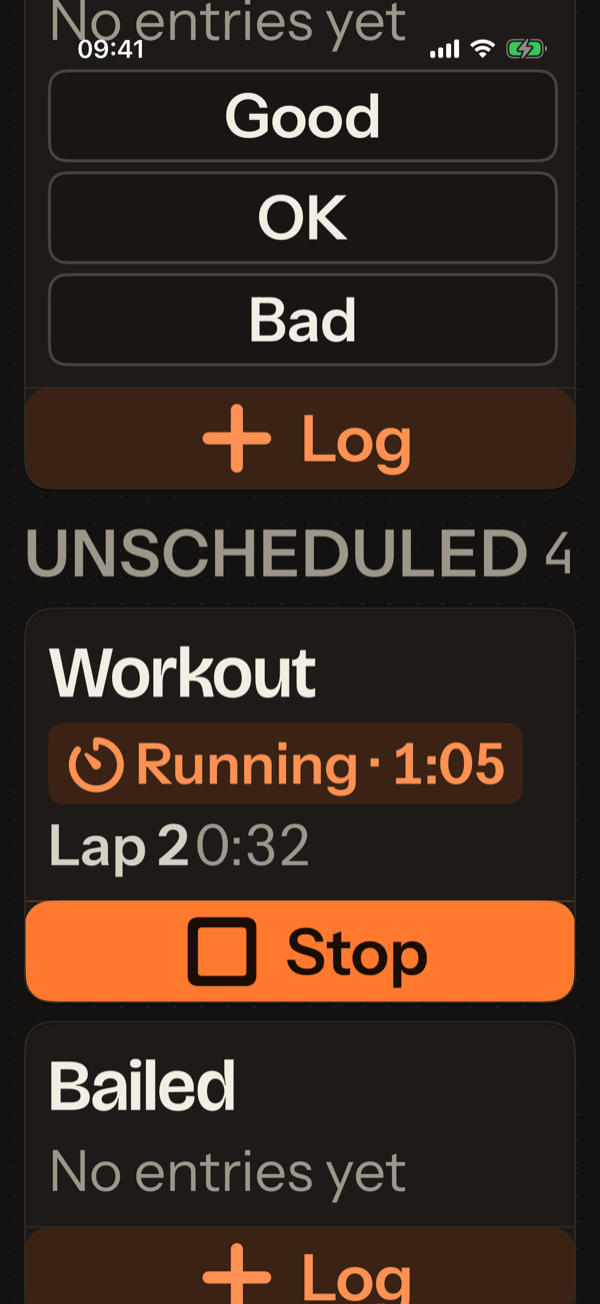 No entries yet
09:41
Good
OK
Bad
Log
UNSCHEDULED 4
Workout
Running · 1:05
Lap 2 0:32
Stop
Bailed
No entries yet
Log